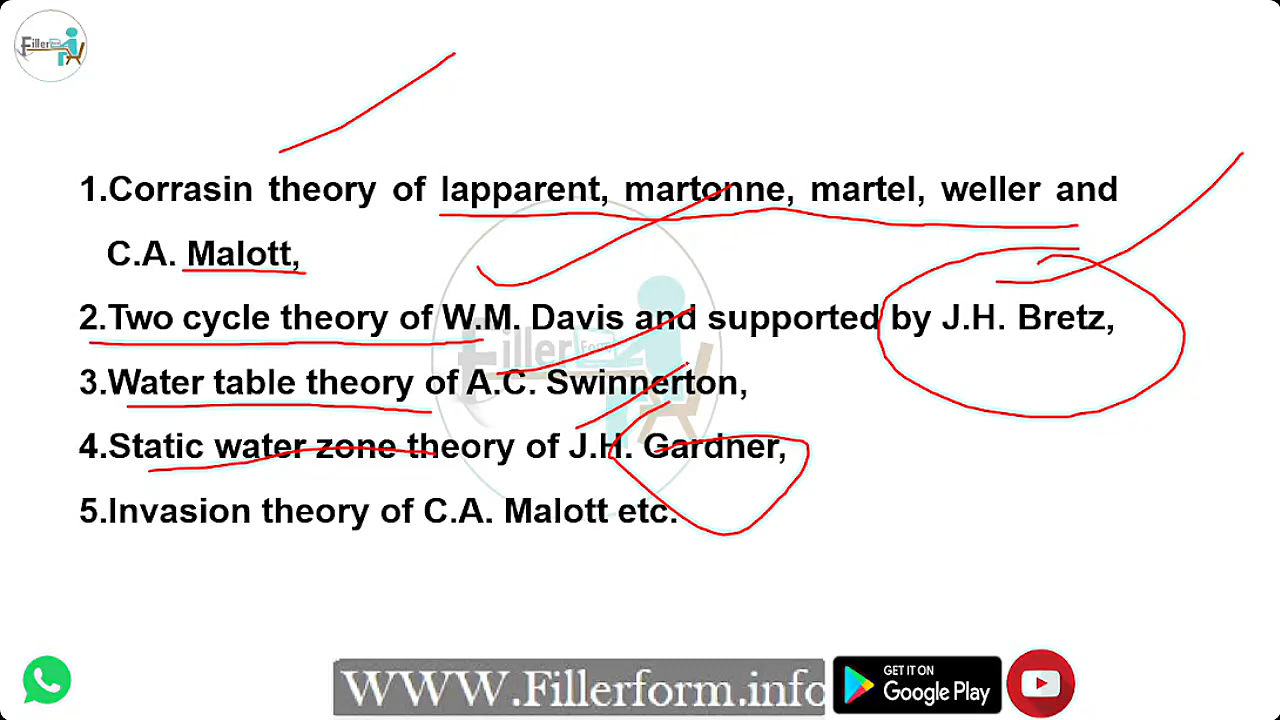 Fillerform
1.Corrasin theory of lapparent, martonne, martel, weller and
C.A. Malott,
2.Two cycle theory of W.M. Davis and supported by J.H. Bretz,
3.Water table theory of A.C. Swinnerton,
4.Static water zone theory of J.H. Gardner,
5.Invasion theory of C.A. Malott etc.
Filler Form
WWW.Fillerform.info
GET IT ON
Google Play